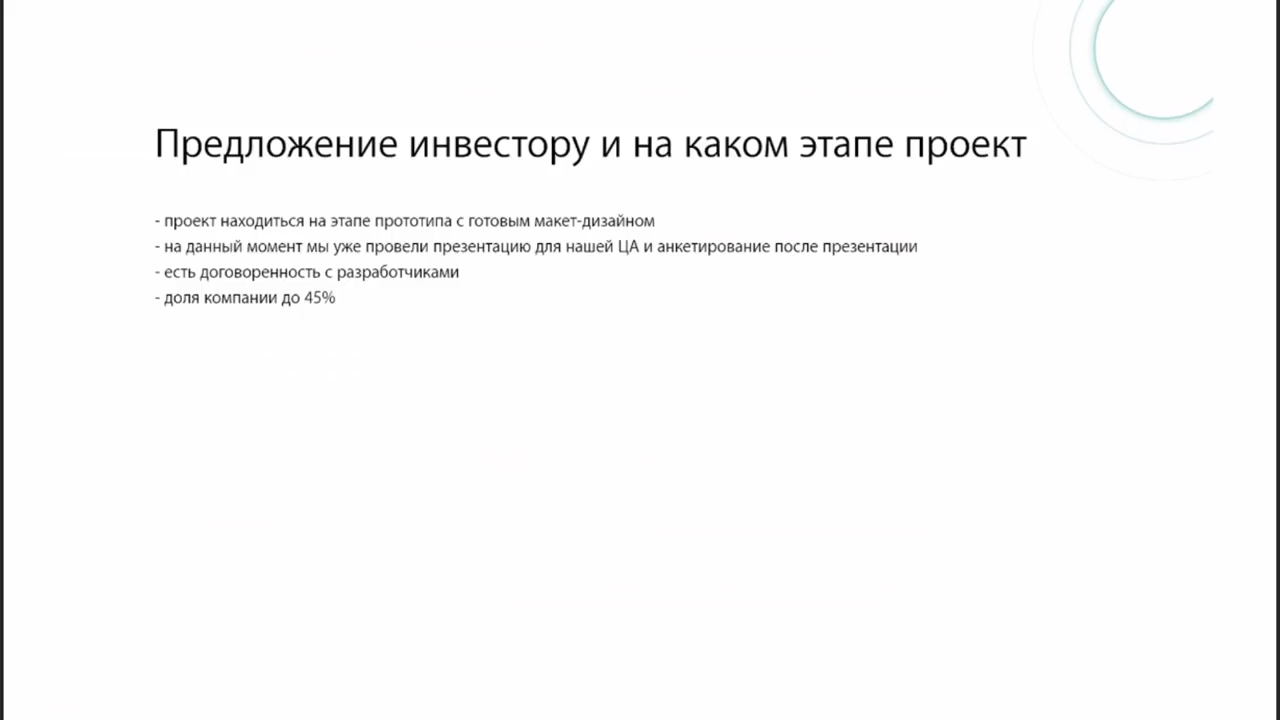 Предложение инвестору и на каком этапе проект
- проект находиться на этапе прототипа с готовым макет-дизайном
- на данный момент мы уже провели презентацию для нашей ЦА и анкетирование после презентации
- есть договоренность с разработчиками
- доля компании до 45%